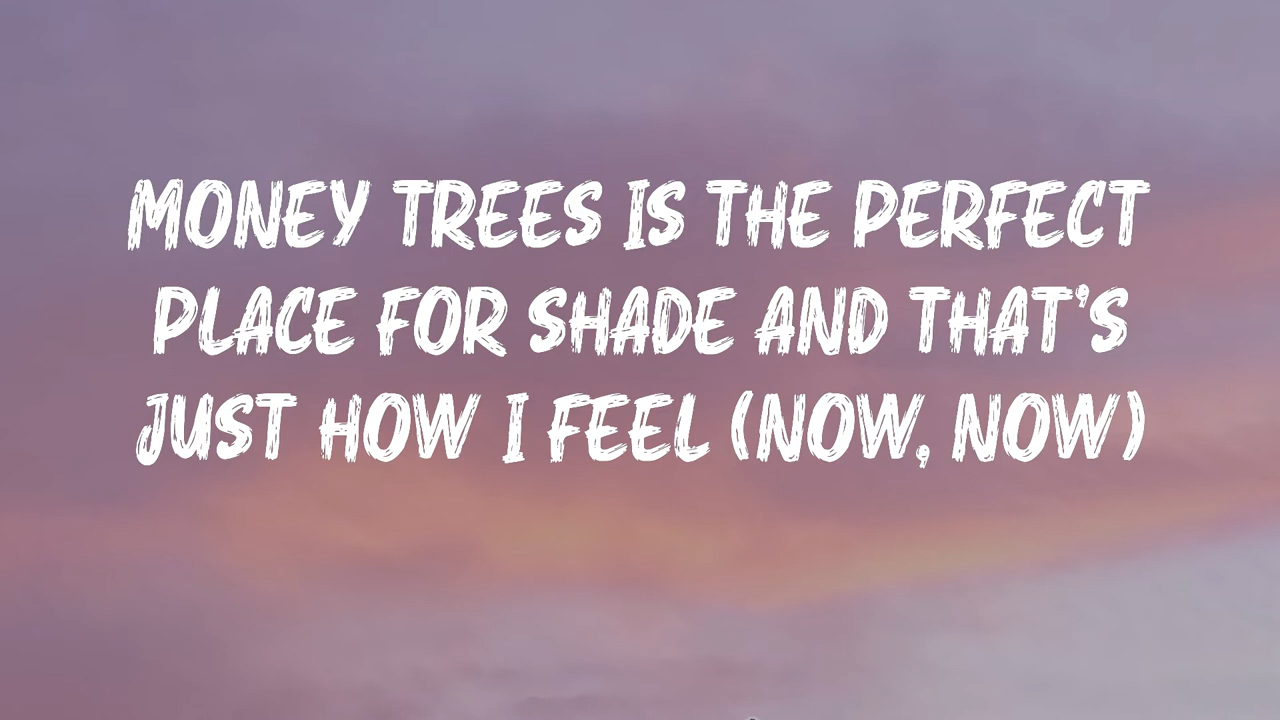 MONEY TREES IS THE PERFECT
PLACE FOR SHADE AND THAT'S
JUST HOW I FEEL (NOW, NOW)